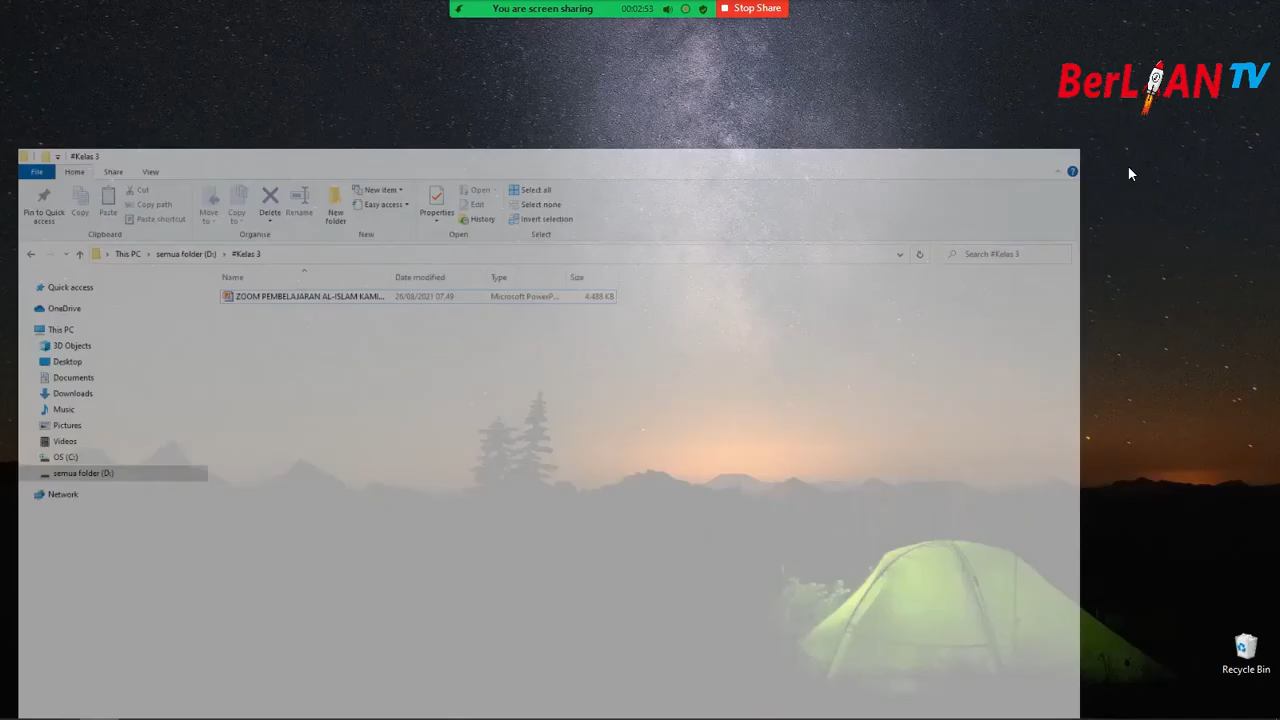 You are screen sharing 00:02:53 Stop Share
BerLIAN TV
#Kelas 3
File Home Share View
Pin to Quick access
Copy
Paste
Cut
Copy path
Paste shortcut
Clipboard
Move to
Copy to
Delete
Rename
Organise
New folder
New item
Easy access
New
Properties
Open
Edit
History
Open
Select all
Select none
Invert selection
Select
This PC > semua folder (D:) > #Kelas 3
Search #Kelas 3
Name Date modified Type Size
ZOOM PEMBELAJARAN AL-ISLAM KAMI... 26/08/2021 07.49 Microsoft PowerP... 4.488 KB
Quick access
OneDrive
This PC
3D Objects
Desktop
Documents
Downloads
Music
Pictures
Videos
OS (C:)
semua folder (D:)
Network
Recycle Bin